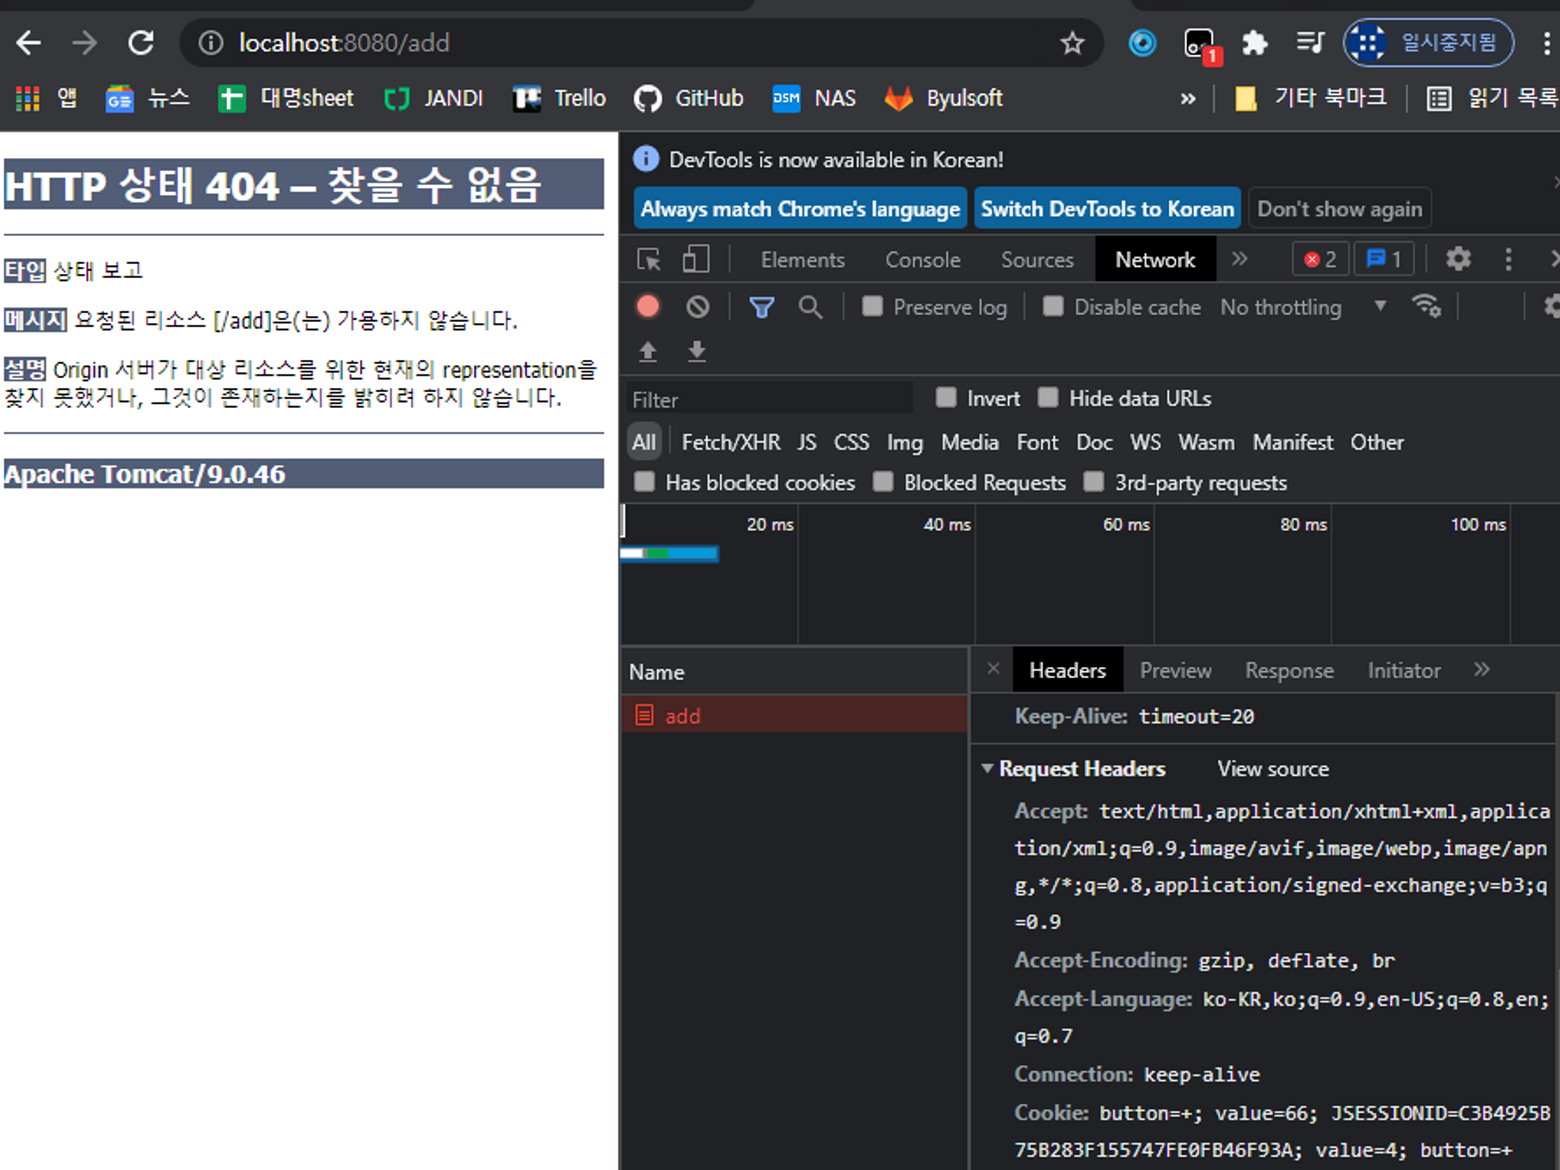 localhost:8080/add
1
일시중지됨
앱 뉴스 대명sheet JANDI Trello GitHub DSM NAS Byulsoft » 기타 북마크 읽기 목록
HTTP 상태 404 – 찾을 수 없음
타입 상태 보고
메시지 요청된 리소스 [/add]은(는) 가용하지 않습니다.
설명 Origin 서버가 대상 리소스를 위한 현재의 representation을
찾지 못했거나, 그것이 존재하는지를 밝히려 하지 않습니다.
Apache Tomcat/9.0.46
DevTools is now available in Korean!
Always match Chrome's language Switch DevTools to Korean Don't show again
Elements Console Sources Network » 2 1
Preserve log Disable cache No throttling
Filter Invert Hide data URLs
All Fetch/XHR JS CSS Img Media Font Doc WS Wasm Manifest Other
Has blocked cookies Blocked Requests 3rd-party requests
20 ms 40 ms 60 ms 80 ms 100 ms
Name
add
Headers Preview Response Initiator »
Keep-Alive: timeout=20
Request Headers View source
Accept: text/html,application/xhtml+xml,applica
tion/xml;q=0.9,image/avif,image/webp,image/apn
g,*/*;q=0.8,application/signed-exchange;v=b3;q
=0.9
Accept-Encoding: gzip, deflate, br
Accept-Language: ko-KR,ko;q=0.9,en-US;q=0.8,en;
q=0.7
Connection: keep-alive
Cookie: button=+; value=66; JSESSIONID=C3B4925B
75B283F155747FE0FB46F93A; value=4; button=+